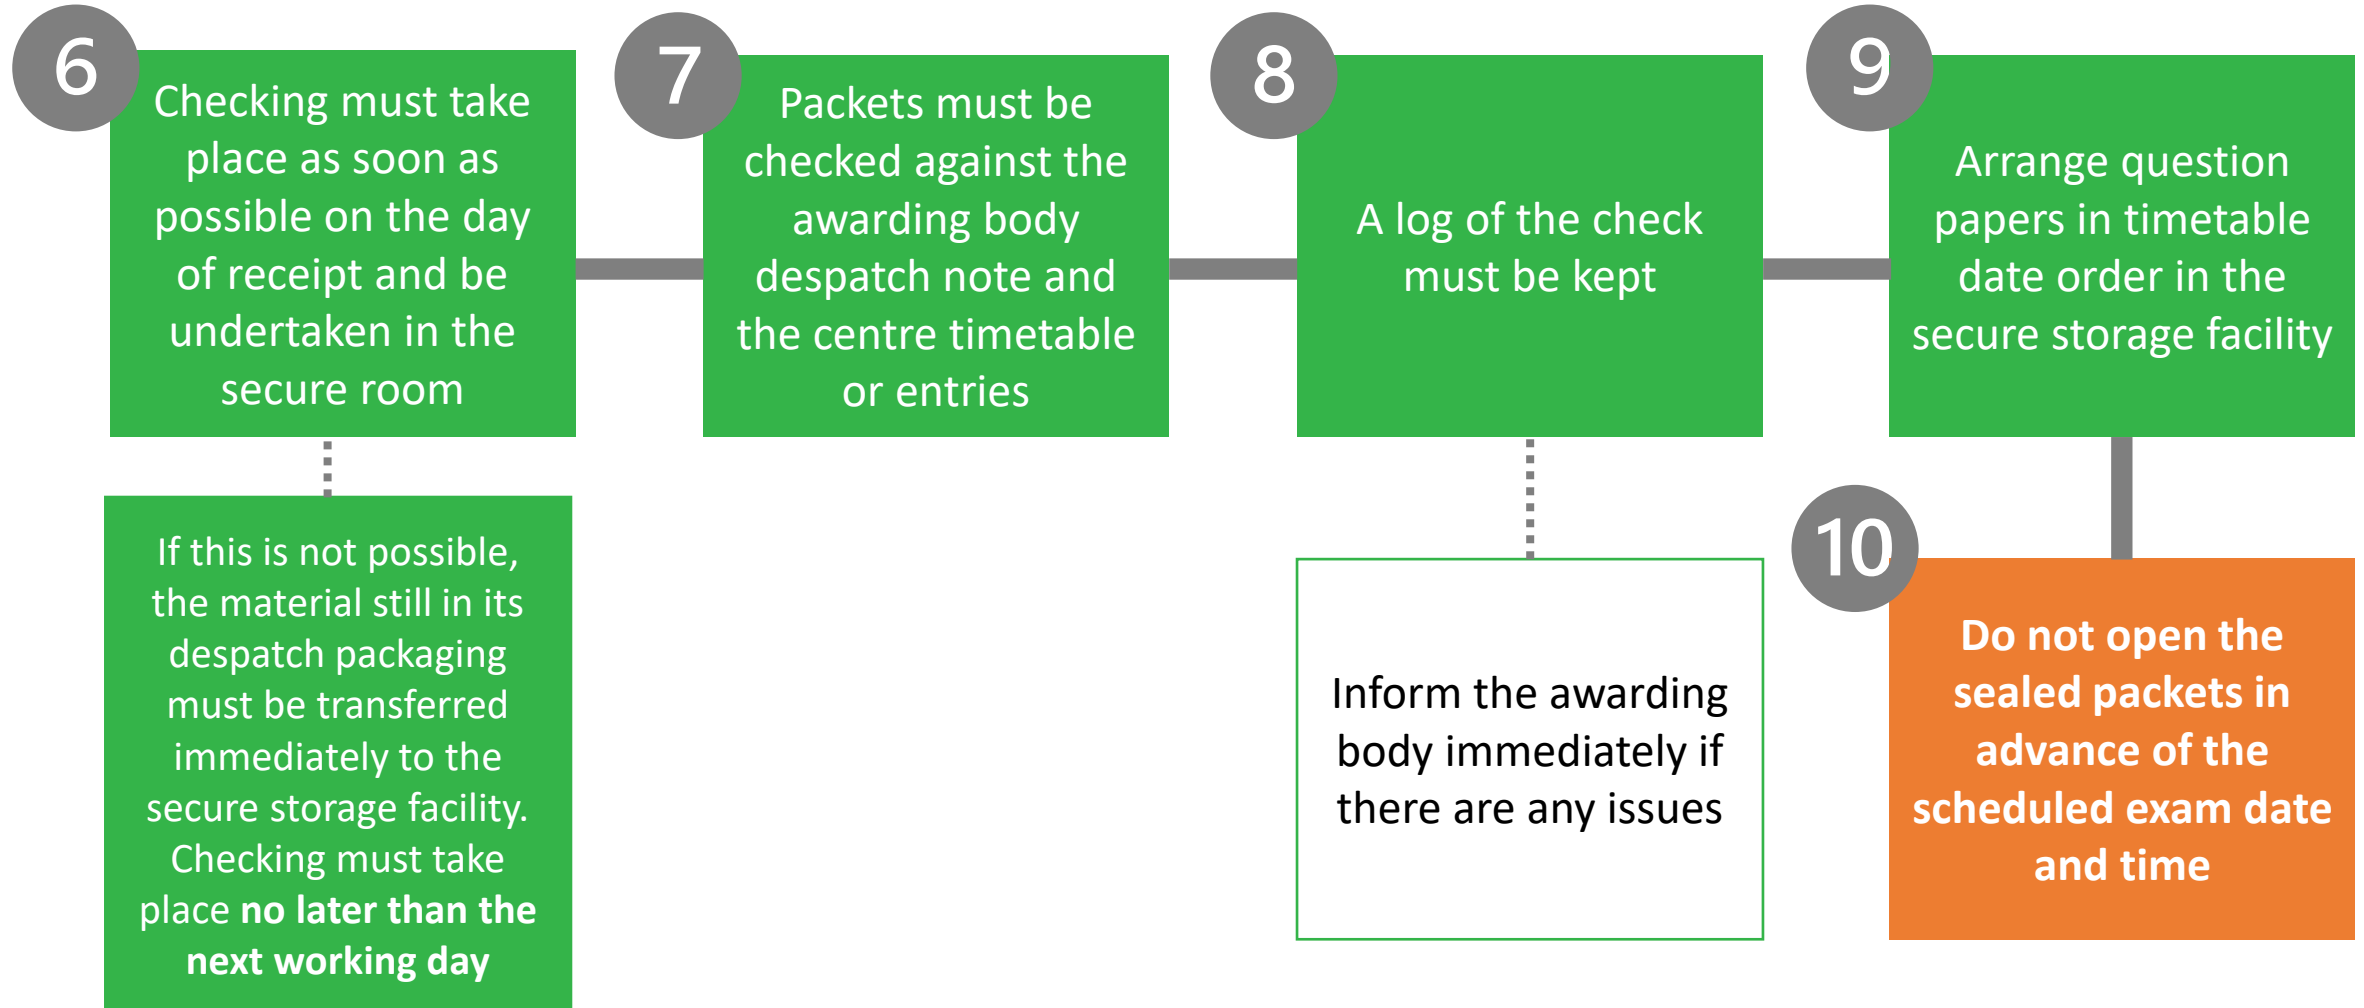 6
Checking must take
place as soon as
possible on the day
of receipt and be
undertaken in the
secure room
If this is not possible,
the material still in its
despatch packaging
must be transferred
immediately to the
secure storage facility.
Checking must take
place no later than the
next working day
7
Packets must be
checked against the
awarding body
despatch note and
the centre timetable
or entries
8
A log of the check
must be kept
Inform the awarding
body immediately if
there are any issues
9
Arrange question
papers in timetable
date order in the
secure storage facility
10
Do not open the
sealed packets in
advance of the
scheduled exam date
and time